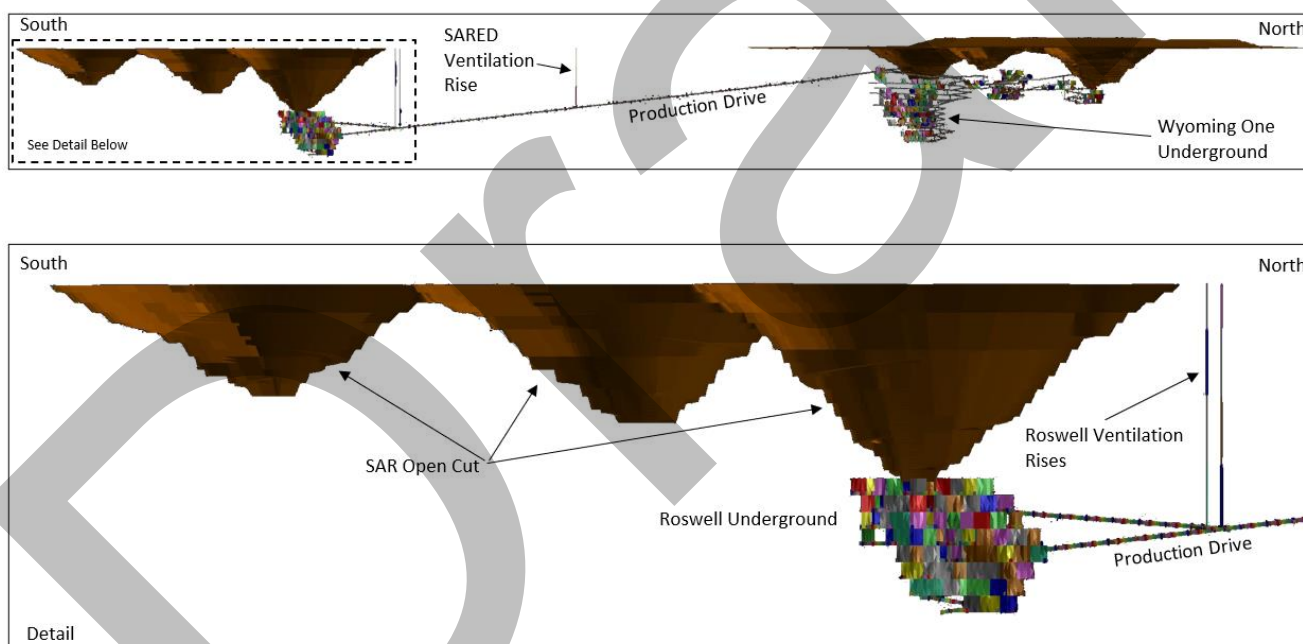 South
North
SARED
Ventilation
Rise
Production Drive
Wyoming One
Underground
See Detail Below
South
North
SAR Open Cut
Roswell Ventilation
Rises
Roswell Underground
Production Drive
Detail
Draft